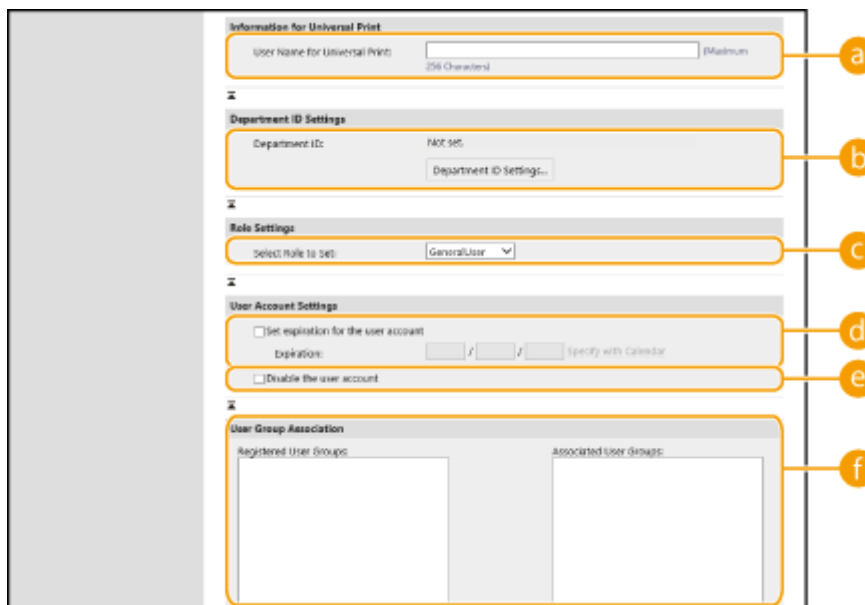 Information for Universal Print
User Name for Universal Print: (Maximum
256 Characters)
a
Department ID Settings
Department ID: Not set.
b
Department ID Settings...
Role Settings
Select Role to Set: GeneralUser
c
User Account Settings
Set expiration for the user account
d
Expiration: / / Specify with Calendar
Disable the user account
e
User Group Association
Registered User Groups: Associated User Groups:
f